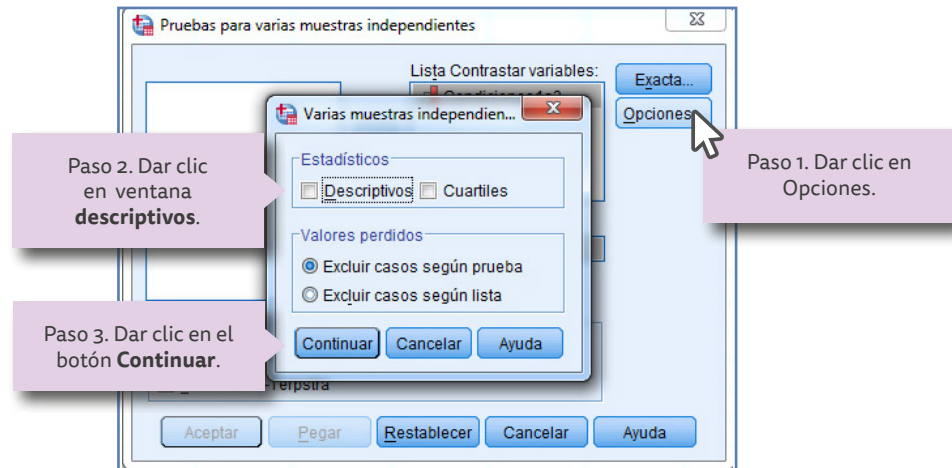 Pruebas para varias muestras independientes
Lista Contrastar variables:
Exacta...
Opciones
Varias muestras independien...
Estadísticos
Descriptivos
Cuartiles
Valores perdidos
Excluir casos según prueba
Excluir casos según lista
Continuar
Cancelar
Ayuda
Paso 1. Dar clic en
Opciones.
Paso 2. Dar clic
en ventana
descriptivos.
Paso 3. Dar clic en el
botón Continuar.
-Terpstra
Aceptar
Pegar
Restablecer
Cancelar
Ayuda